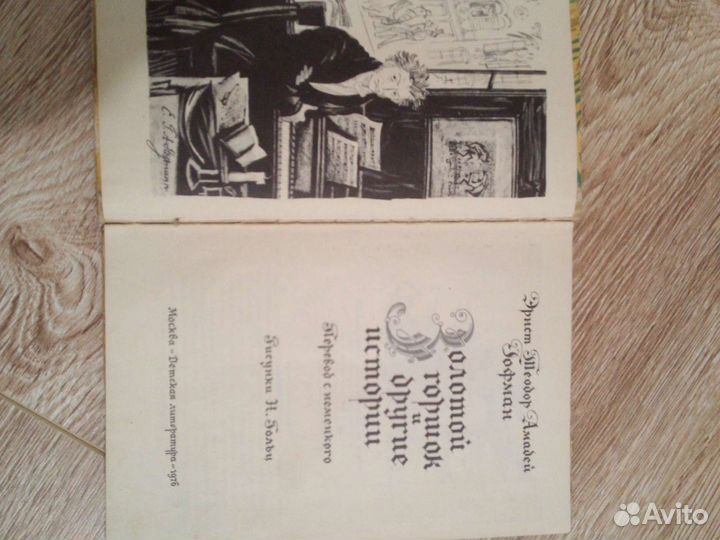 Эрнст Теодор Амадей
Гофман
Золотой
горшок
и
другие
истории
Перевод с немецкого
Рисунки Н. Гольц
Москва «Детская литература» 1976
Avito